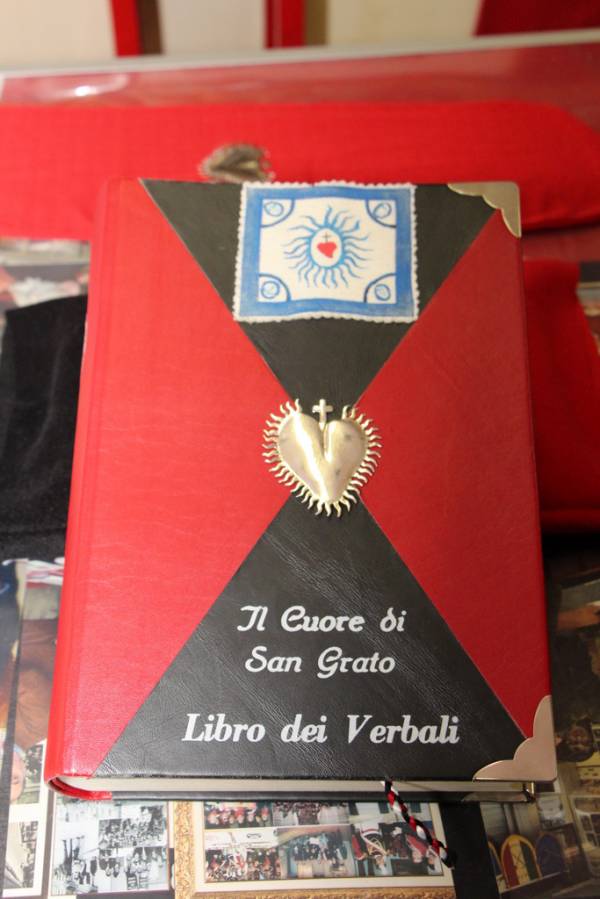 Il Cuore di
San Grato
Libro dei Verbali